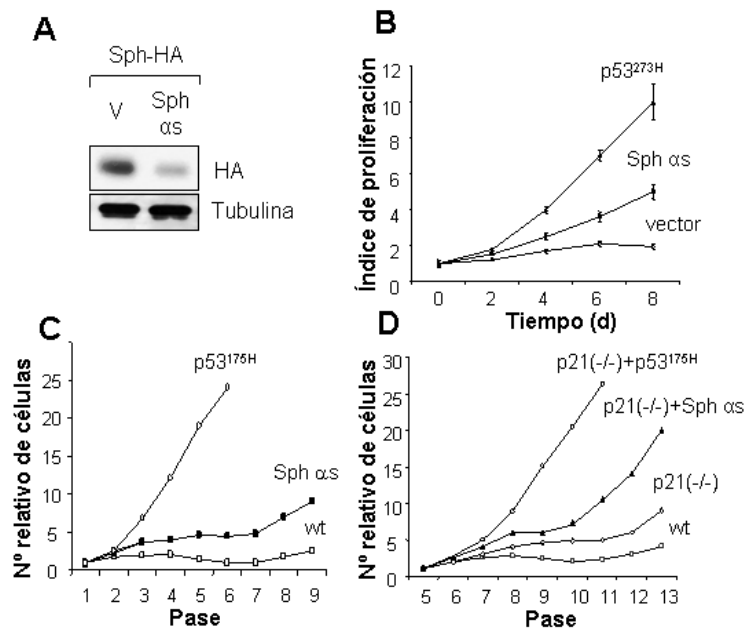 A
Sph-HA
V
Sph
αs
HA
Tubulina
B
Índice de proliferación
12
10
8
6
4
2
0
p53273H
Sph αs
vector
0 2 4 6 8
Tiempo (d)
C
Nº relativo de células
25
20
15
10
5
0
p53175H
Sph αs
wt
1 2 3 4 5 6 7 8 9
Pase
D
Nº relativo de células
30
25
20
15
10
5
0
p21(-/-)+p53175H
p21(-/-)+Sph αs
p21(-/-)
wt
5 6 7 8 9 10 11 12 13
Pase